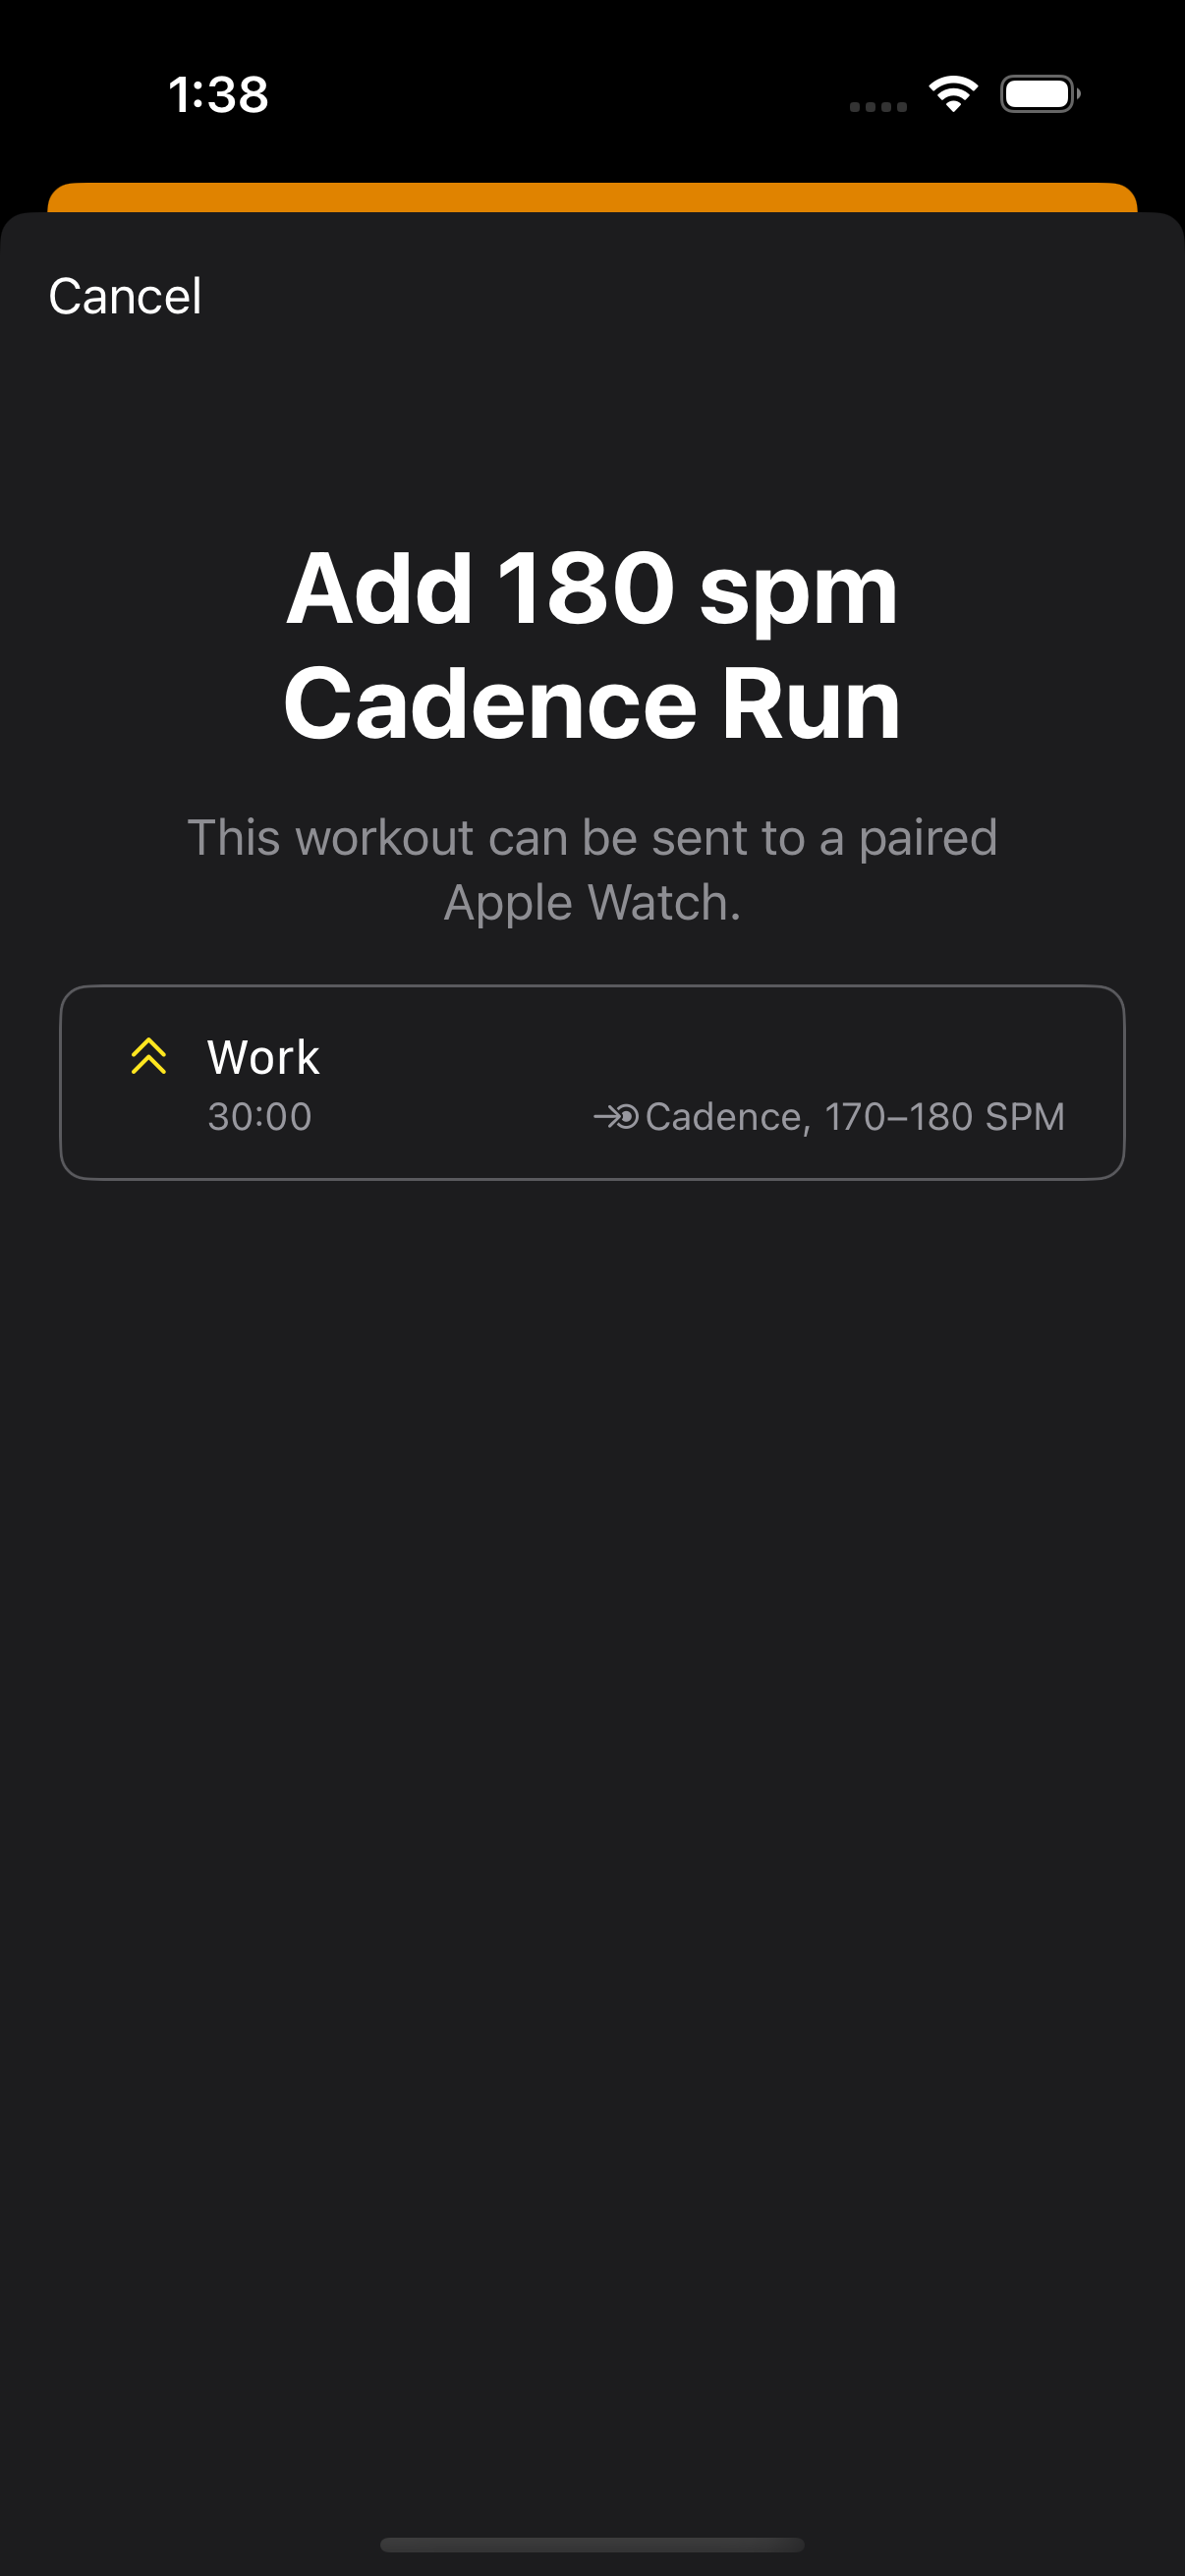 1:38
Cancel
Add 180 spm
Cadence Run
This workout can be sent to a paired
Apple Watch.
Work
30:00 Cadence, 170–180 SPM